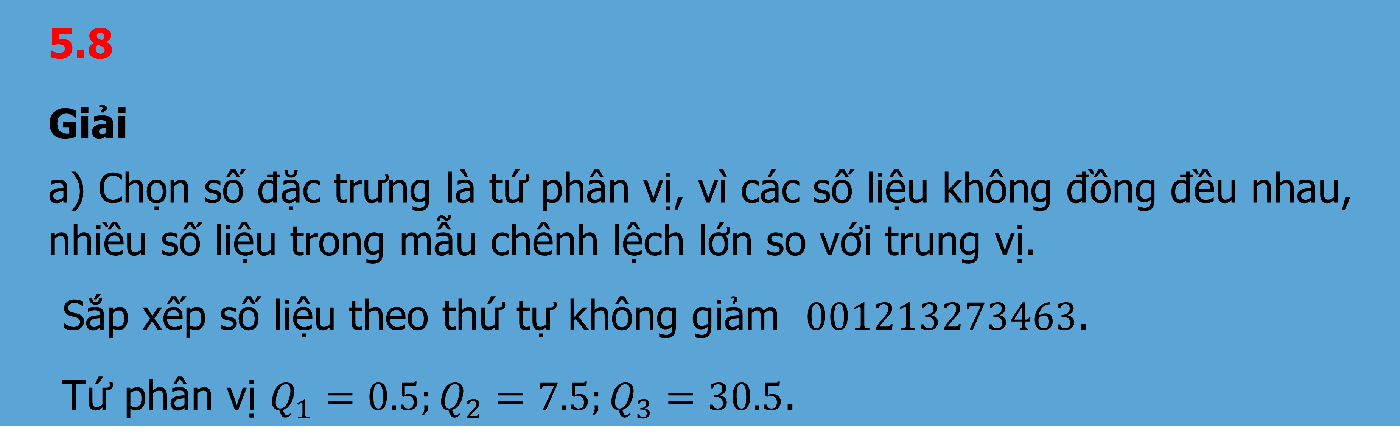 5.8
Giải
a) Chọn số đặc trưng là tứ phân vị, vì các số liệu không đồng đều nhau,
nhiều số liệu trong mẫu chênh lệch lớn so với trung vị.
Sắp xếp số liệu theo thứ tự không giảm 001213273463.
Tứ phân vị Q₁ = 0.5; Q₂ = 7.5; Q₃ = 30.5.